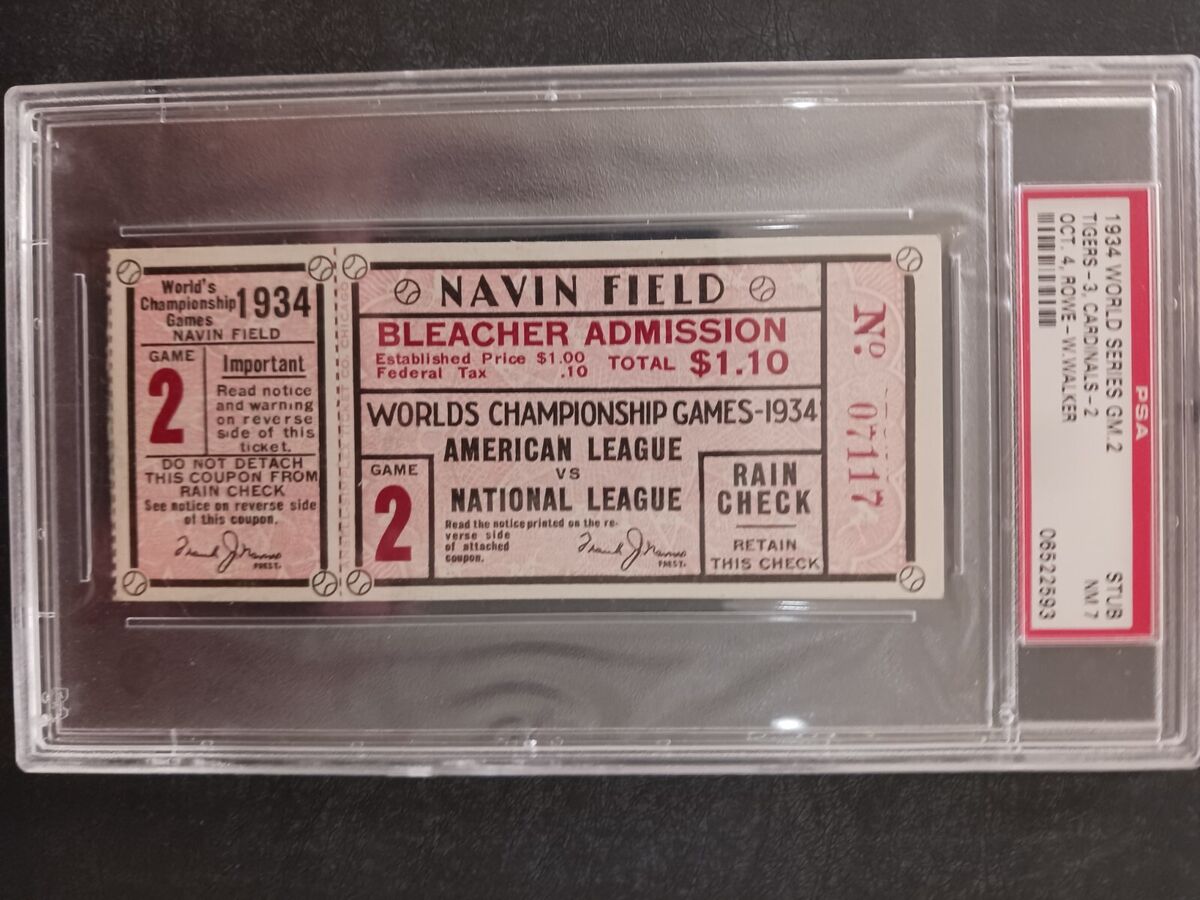 World's
Championship
Games
1934
NAVIN FIELD
GAME
2
Important
Read notice
and warning
on reverse
side of this
ticket.
DO NOT DETACH
THIS COUPON FROM
RAIN CHECK
See notice on reverse side
of this coupon.
PREST.
NAVIN FIELD
BLEACHER ADMISSION
Established Price $1.00
Federal Tax .10
TOTAL $1.10
WORLDS CHAMPIONSHIP GAMES-1934
AMERICAN LEAGUE
VS
NATIONAL LEAGUE
GAME
2
Read the notice printed on the re-
verse side
of attached
coupon.
PREST.
RAIN
CHECK
RETAIN
THIS CHECK
No. 07117
PSA
1934 WORLD SERIES GM.2 STUB
TIGERS-3, CARDINALS-2 NM 7
OCT. 4, ROWE-W.WALKER
06522593